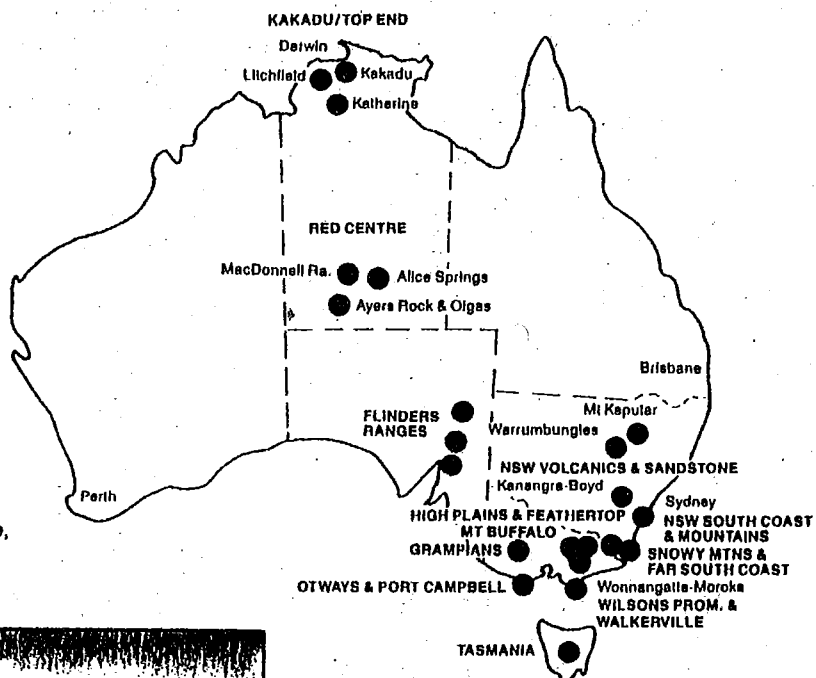 KAKADU/TOP END
Darwin
Litchfield
Kakadu
Katherine
RED CENTRE
MacDonnell Ra.
Alice Springs
Ayers Rock & Olgas
Brisbane
Mt Kaputar
FLINDERS
RANGES
Warrumbungles
NSW VOLCANICS & SANDSTONE
Kanangra-Boyd
Perth
Sydney
HIGH PLAINS & FEATHERTOP
NSW SOUTH COAST
& MOUNTAINS
MT BUFFALO
GRAMPIANS
SNOWY MTNS &
FAR SOUTH COAST
OTWAYS & PORT CAMPBELL
Wonnangatta-Moroka
WILSONS PROM. &
WALKERVILLE
TASMANIA